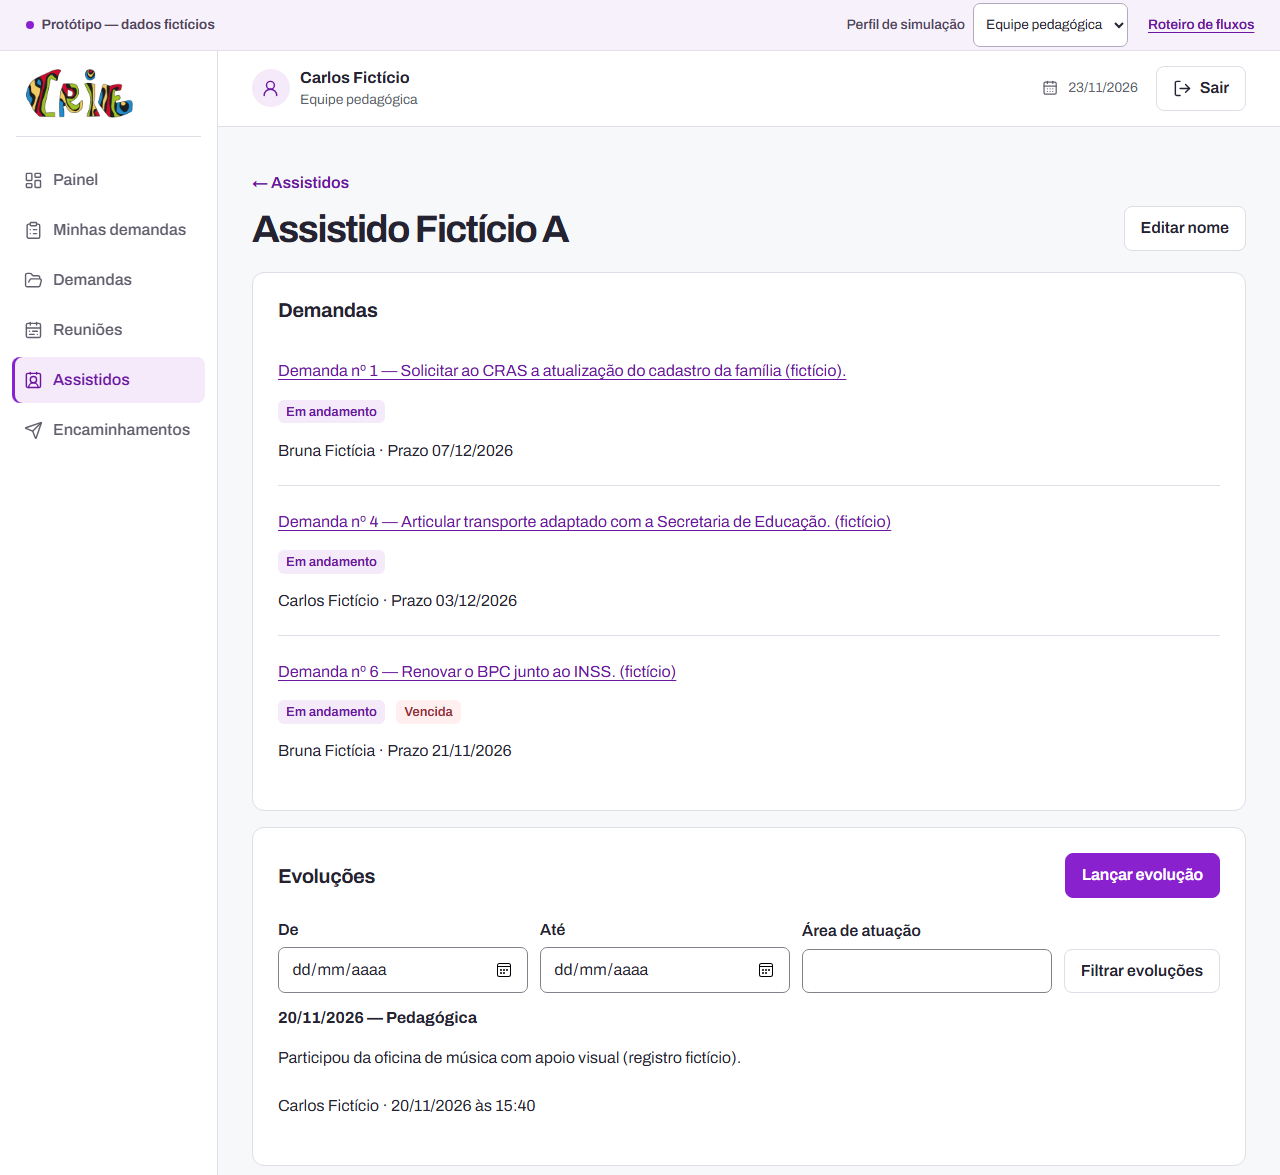 Protótipo — dados fictícios
Perfil de simulação
Equipe pedagógica
Roteiro de fluxos
Crie
Carlos Fictício
Equipe pedagógica
23/11/2026
Sair
Painel
Minhas demandas
Demandas
Reuniões
Assistidos
Encaminhamentos
← Assistidos
Assistido Fictício A
Editar nome
Demandas
Demanda nº 1 — Solicitar ao CRAS a atualização do cadastro da família (fictício).
Em andamento
Bruna Fictícia · Prazo 07/12/2026
Demanda nº 4 — Articular transporte adaptado com a Secretaria de Educação. (fictício)
Em andamento
Carlos Fictício · Prazo 03/12/2026
Demanda nº 6 — Renovar o BPC junto ao INSS. (fictício)
Em andamento Vencida
Bruna Fictícia · Prazo 21/11/2026
Evoluções
Lançar evolução
De
Até
Área de atuação
dd/mm/aaaa
dd/mm/aaaa
Filtrar evoluções
20/11/2026 — Pedagógica
Participou da oficina de música com apoio visual (registro fictício).
Carlos Fictício · 20/11/2026 às 15:40